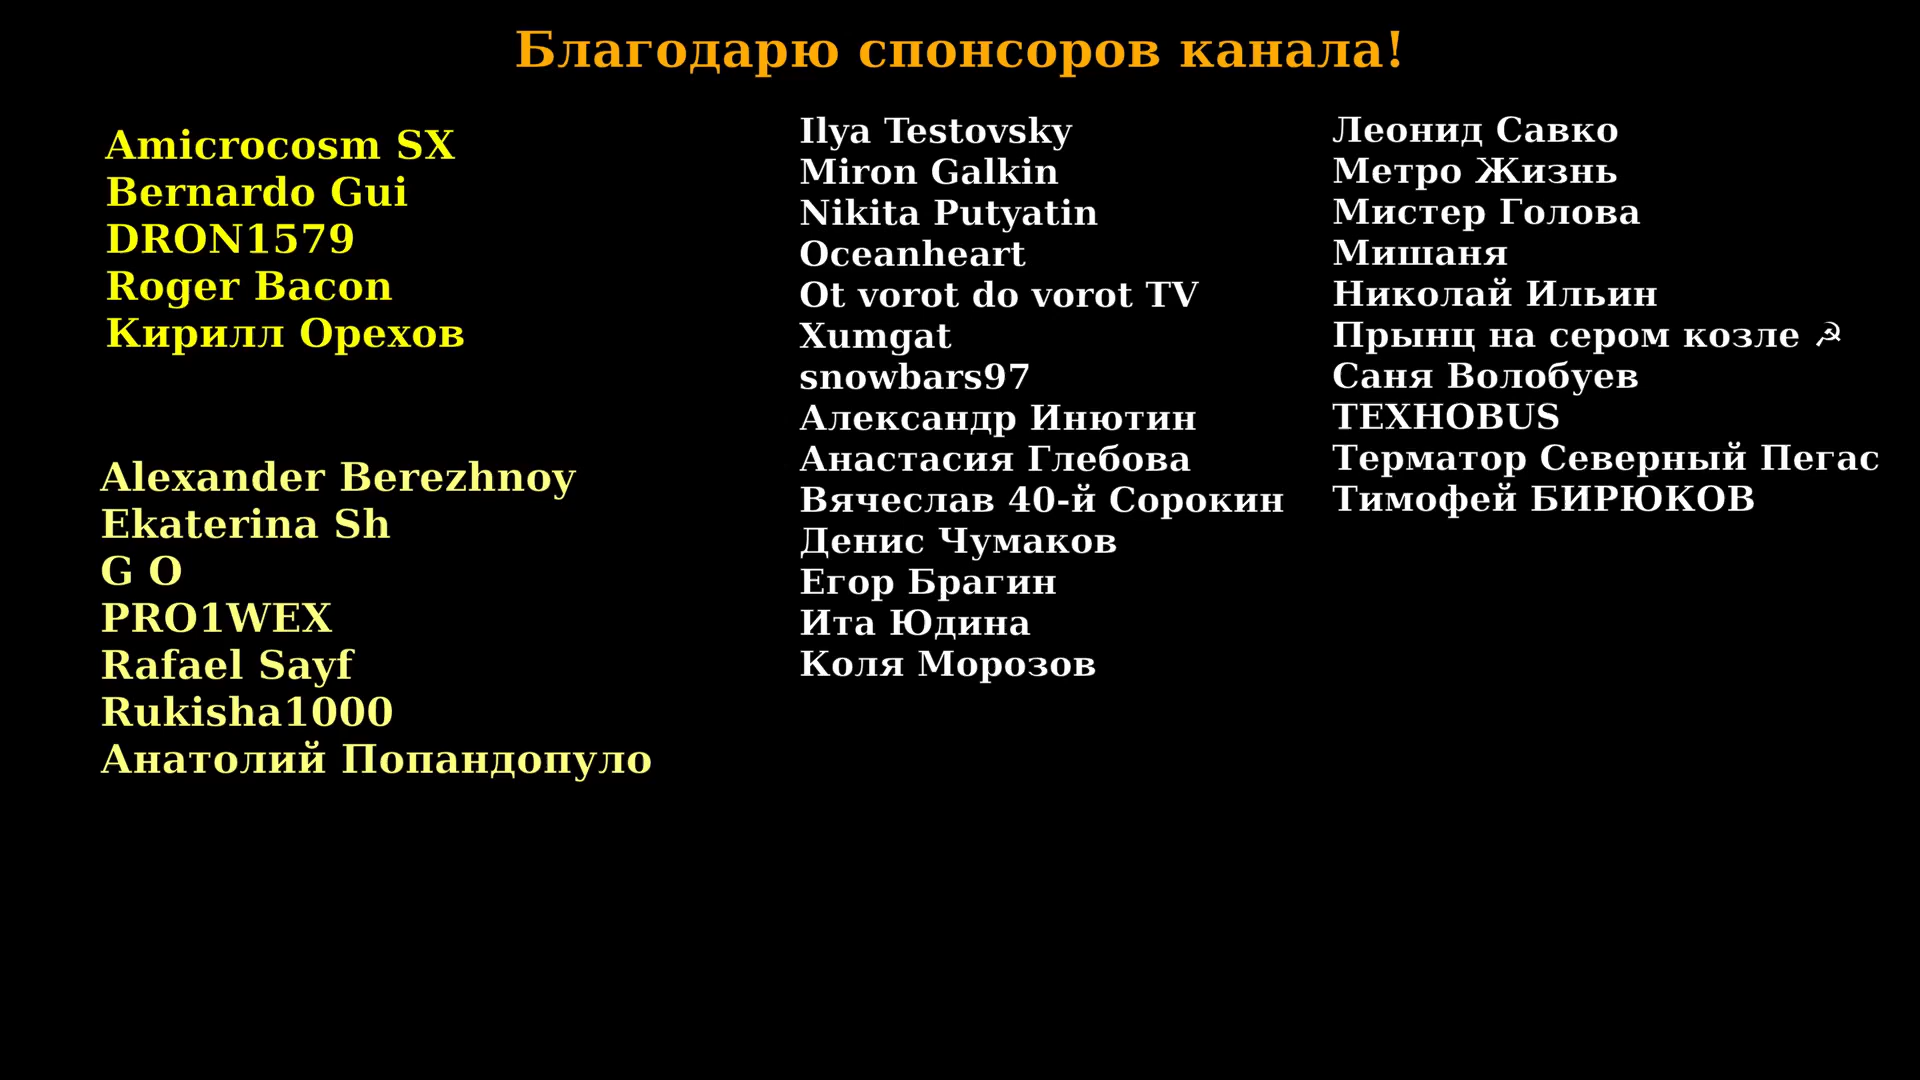 Благодарю спонсоров канала!
Amicrocosm SX
Bernardo Gui
DRON1579
Roger Bacon
Кирилл Орехов
Alexander Berezhnoy
Ekaterina Sh
G O
PRO1WEX
Rafael Sayf
Rukisha1000
Анатолий Попандопуло
Ilya Testovsky
Miron Galkin
Nikita Putyatin
Oceanheart
Ot vorot do vorot TV
Xumgat
snowbars97
Александр Инютин
Анастасия Глебова
Вячеслав 40-й Сорокин
Денис Чумаков
Егор Брагин
Ита Юдина
Коля Морозов
Леонид Савко
Метро Жизнь
Мистер Голова
Мишаня
Николай Ильин
Прынц на сером козле ☭
Саня Волобуев
ТЕХНОBUS
Терматор Северный Пегас
Тимофей БИРЮКОВ